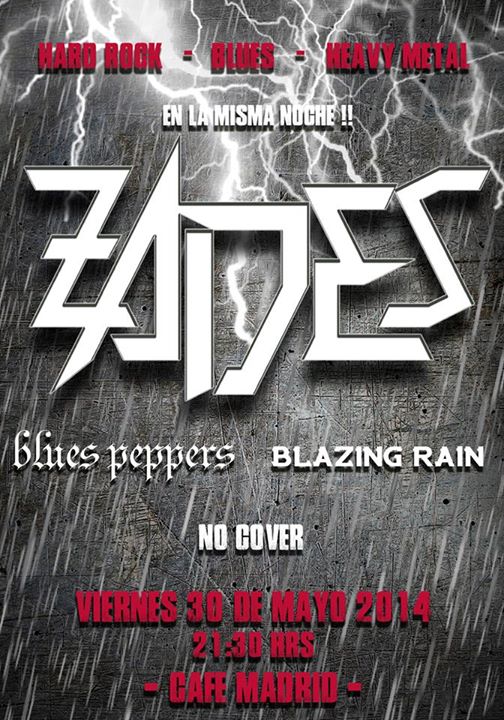 HARD ROCK - BLUES - HEAVY METAL
EN LA MISMA NOCHE !!
ZADES
blues peppers BLAZING RAIN
NO COVER
VIERNES 30 DE MAYO 2014
21:30 HRS
- CAFE MADRID -